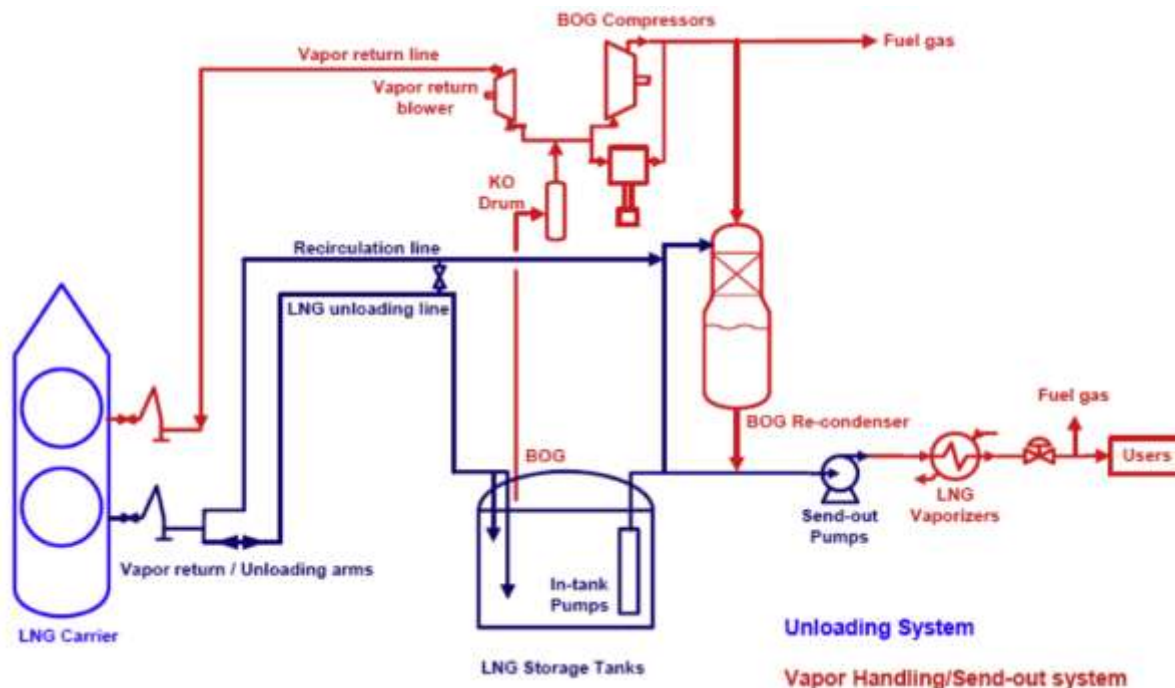 BOG Compressors
Fuel gas
Vapor return line
Vapor return
blower
KO
Drum
Recirculation line
LNG unloading line
BOG Re-condenser
Fuel gas
BOG
Users
LNG
Vaporizers
Send-out
Pumps
Vapor return / Unloading arms
In-tank
Pumps
LNG Carrier
Unloading System
LNG Storage Tanks
Vapor Handling/Send-out system